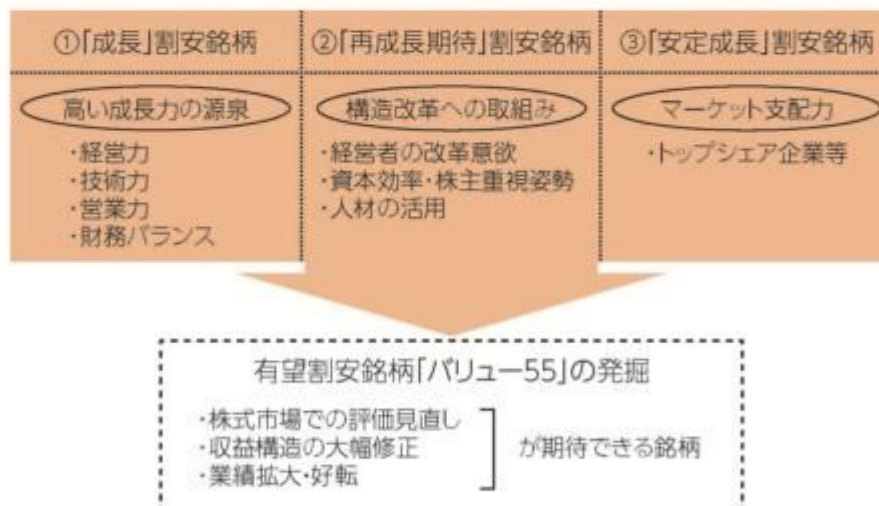 ①「成長」割安銘柄
②「再成長期待」割安銘柄
③「安定成長」割安銘柄
高い成長力の源泉
・経営力
・技術力
・営業力
・財務バランス
構造改革への取組み
・経営者の改革意欲
・資本効率・株主重視姿勢
・人材の活用
マーケット支配力
・トップシェア企業等
有望割安銘柄「バリュー55」の発掘
・株式市場での評価見直し
・収益構造の大幅修正
・業績拡大・好転
が期待できる銘柄